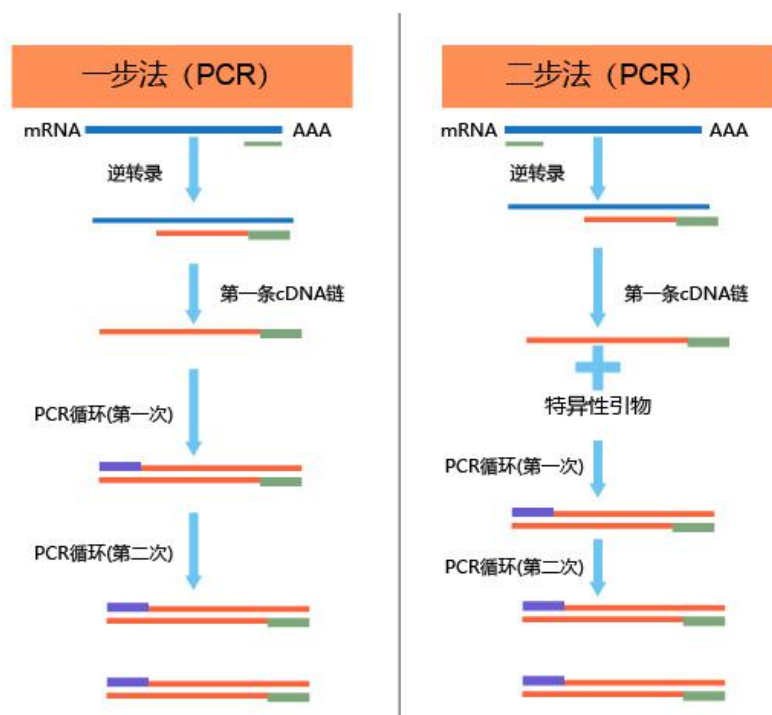 一步法（PCR）
mRNA AAA
逆转录
第一条cDNA链
PCR循环(第一次)
PCR循环(第二次)
二步法（PCR）
mRNA AAA
逆转录
第一条cDNA链
特异性引物
PCR循环(第一次)
PCR循环(第二次)